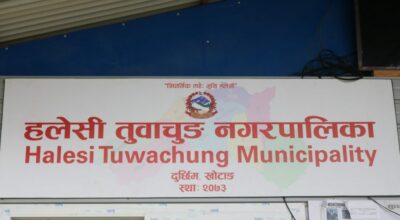 हलेसी तुवाचुङ नगरपालिका
Halesi Tuwachung Municipality
दुर्छिम, खोटाङ
स्थाः २०७३